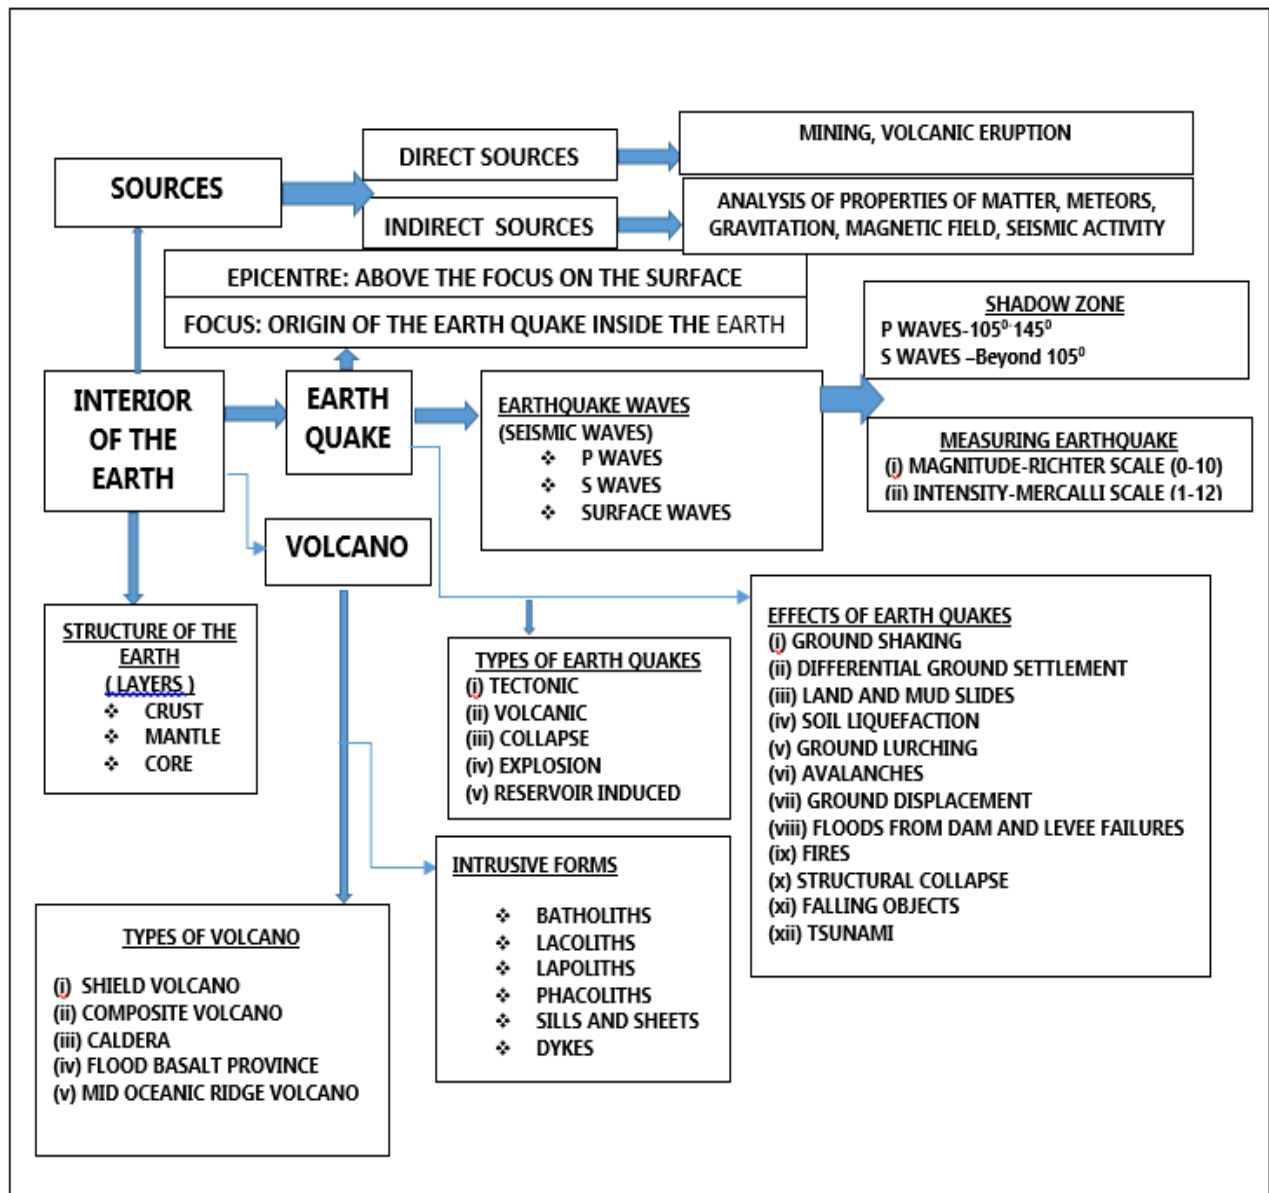 SOURCES
DIRECT SOURCES
MINING, VOLCANIC ERUPTION
INDIRECT SOURCES
ANALYSIS OF PROPERTIES OF MATTER, METEORS,
GRAVITATION, MAGNETIC FIELD, SEISMIC ACTIVITY
EPICENTRE: ABOVE THE FOCUS ON THE SURFACE
FOCUS: ORIGIN OF THE EARTH QUAKE INSIDE THE EARTH
INTERIOR
OF THE
EARTH
EARTH
QUAKE
EARTHQUAKE WAVES
(SEISMIC WAVES)
❖ P WAVES
❖ S WAVES
❖ SURFACE WAVES
SHADOW ZONE
P WAVES-105⁰-145⁰
S WAVES –Beyond 105⁰
MEASURING EARTHQUAKE
(i) MAGNITUDE-RICHTER SCALE (0-10)
(ii) INTENSITY-MERCALLI SCALE (1-12)
VOLCANO
STRUCTURE OF THE
EARTH
( LAYERS )
❖ CRUST
❖ MANTLE
❖ CORE
TYPES OF EARTH QUAKES
(i) TECTONIC
(ii) VOLCANIC
(iii) COLLAPSE
(iv) EXPLOSION
(v) RESERVOIR INDUCED
EFFECTS OF EARTH QUAKES
(i) GROUND SHAKING
(ii) DIFFERENTIAL GROUND SETTLEMENT
(iii) LAND AND MUD SLIDES
(iv) SOIL LIQUEFACTION
(v) GROUND LURCHING
(vi) AVALANCHES
(vii) GROUND DISPLACEMENT
(viii) FLOODS FROM DAM AND LEVEE FAILURES
(ix) FIRES
(x) STRUCTURAL COLLAPSE
(xi) FALLING OBJECTS
(xii) TSUNAMI
INTRUSIVE FORMS
❖ BATHOLITHS
❖ LACOLITHS
❖ LAPOLITHS
❖ PHACOLITHS
❖ SILLS AND SHEETS
❖ DYKES
TYPES OF VOLCANO
(i) SHIELD VOLCANO
(ii) COMPOSITE VOLCANO
(iii) CALDERA
(iv) FLOOD BASALT PROVINCE
(v) MID OCEANIC RIDGE VOLCANO